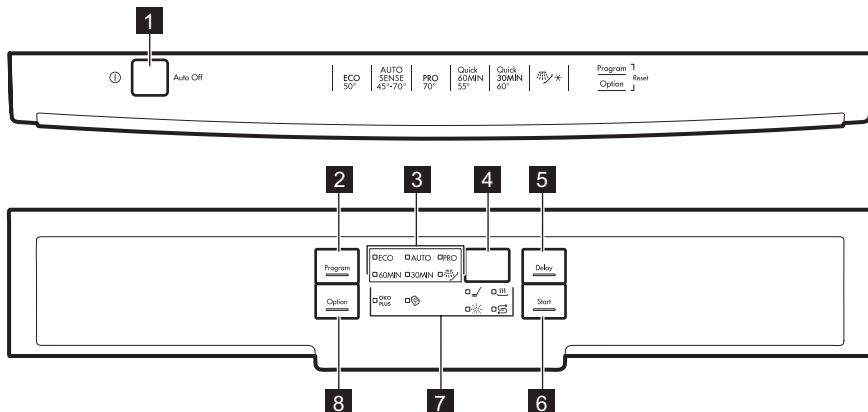 1
Auto Off
ECO
50°
AUTO
SENSE
45°-70°
PRO
70°
Quick
60MIN
55°
Quick
30MIN
60°
Program
Option
Reset
2
3
4
5
Program
ECO
AUTO
PRO
60MIN
30MIN
Delay
Option
ÖKO
PLUS
Start
8
7
6